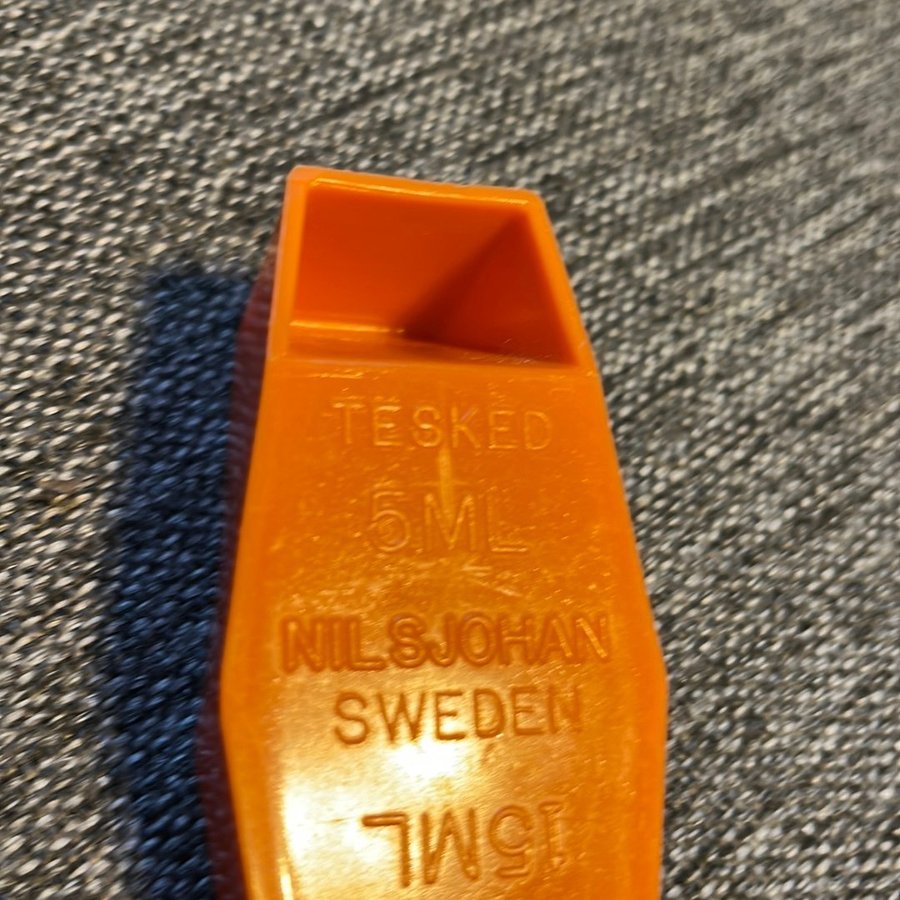 TESKED
5ML
NILSJOHAN
SWEDEN
15ML